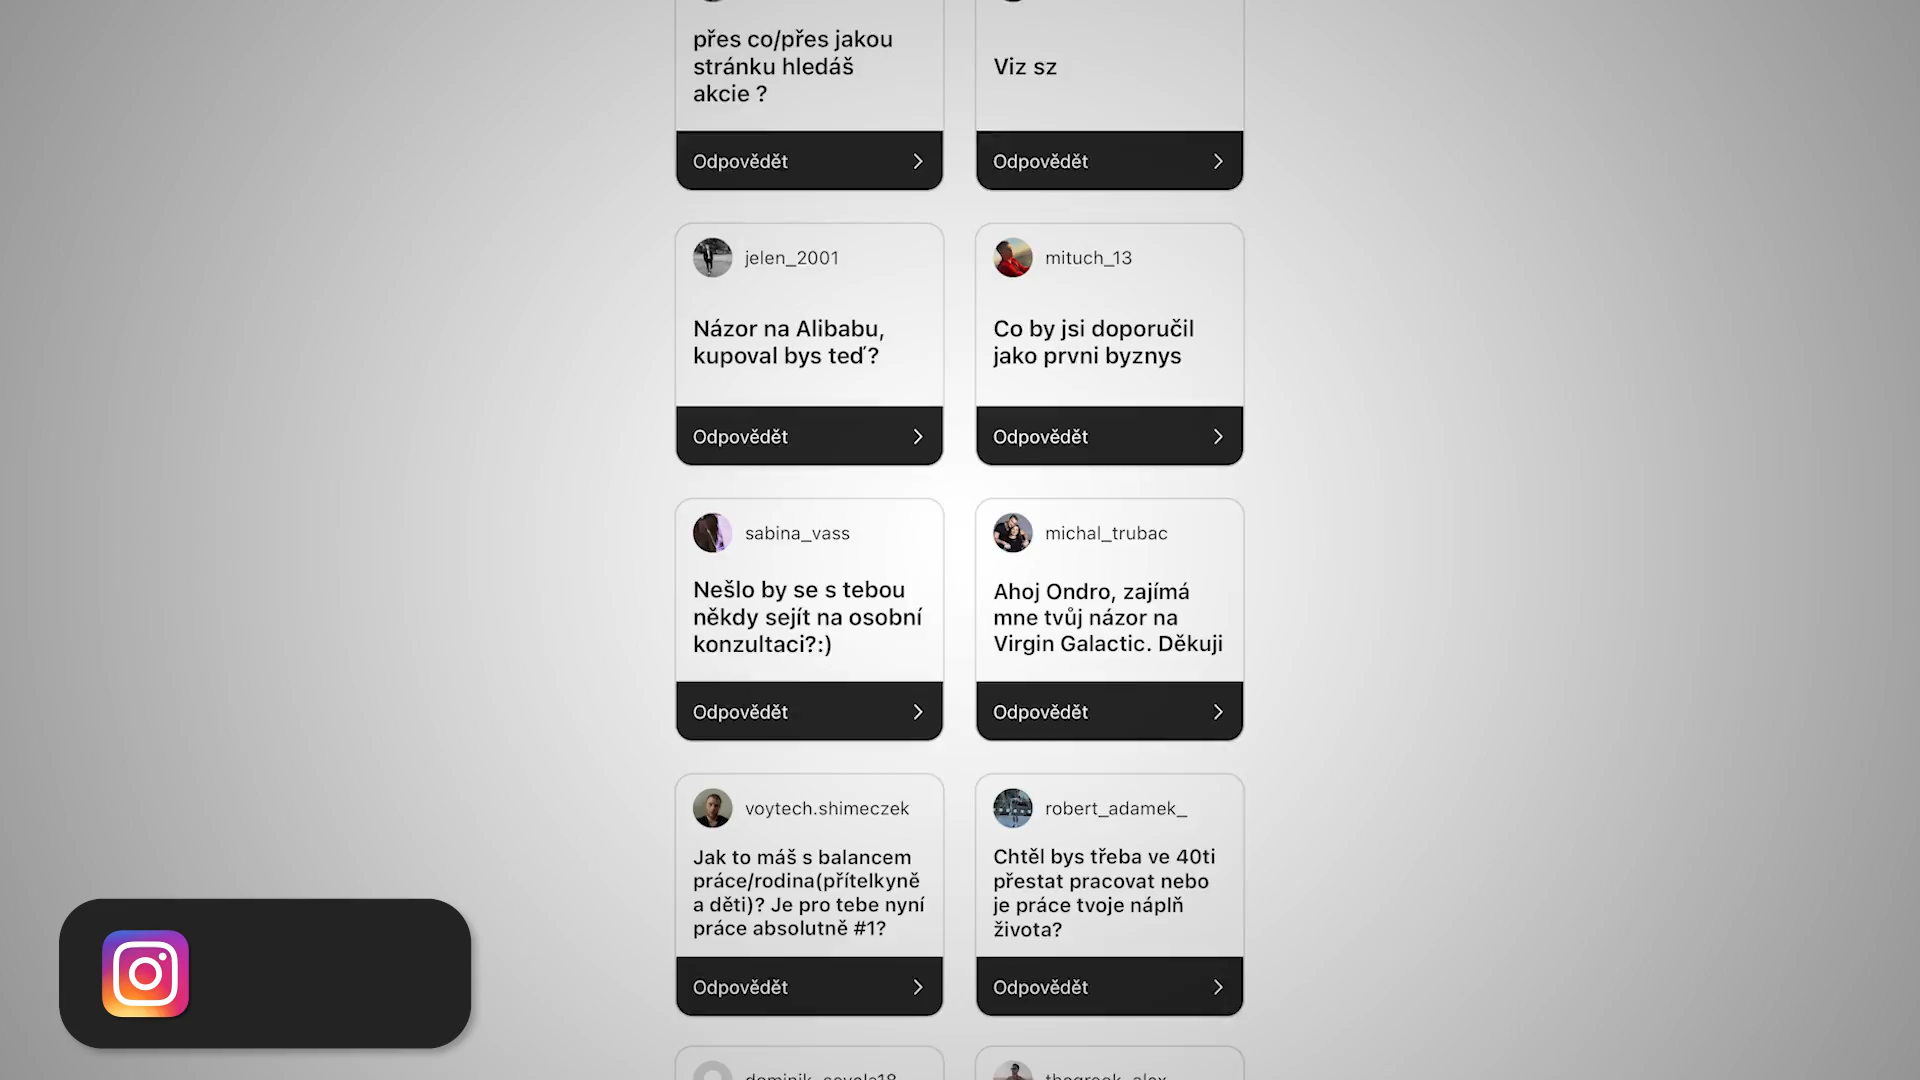 přes co/přes jakou
stránku hledáš
akcie ?
Odpovědět
Viz sz
Odpovědět
jelen_2001
Názor na Alibabu,
kupoval bys teď?
Odpovědět
mituch_13
Co by jsi doporučil
jako prvni byznys
Odpovědět
sabina_vass
Nešlo by se s tebou
někdy sejít na osobní
konzultaci?:)
Odpovědět
michal_trubac
Ahoj Ondro, zajímá
mne tvůj názor na
Virgin Galactic. Děkuji
Odpovědět
voytech.shimeczek
Jak to máš s balancem
práce/rodina(přítelkyně
a děti)? Je pro tebe nyní
práce absolutně #1?
Odpovědět
robert_adamek_
Chtěl bys třeba ve 40ti
přestat pracovat nebo
je práce tvoje náplň
života?
Odpovědět